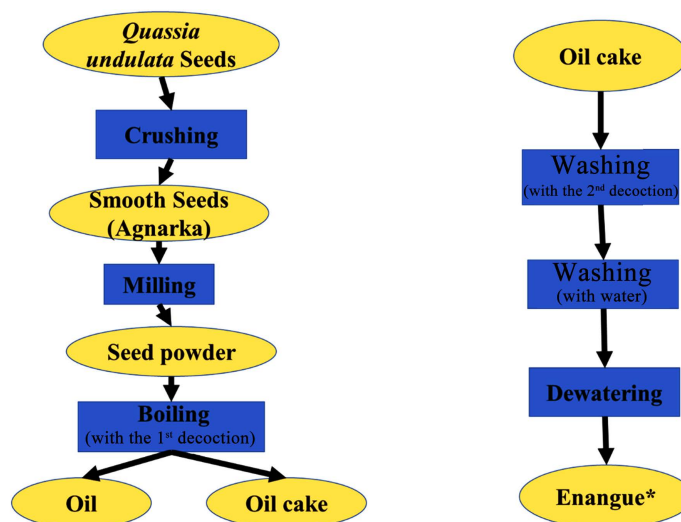 Quassia
undulata Seeds
Crushing
Smooth Seeds
(Agnarka)
Milling
Seed powder
Boiling
(with the 1st decoction)
Oil
Oil cake
Oil cake
Washing
(with the 2nd decoction)
Washing
(with water)
Dewatering
Enangue*